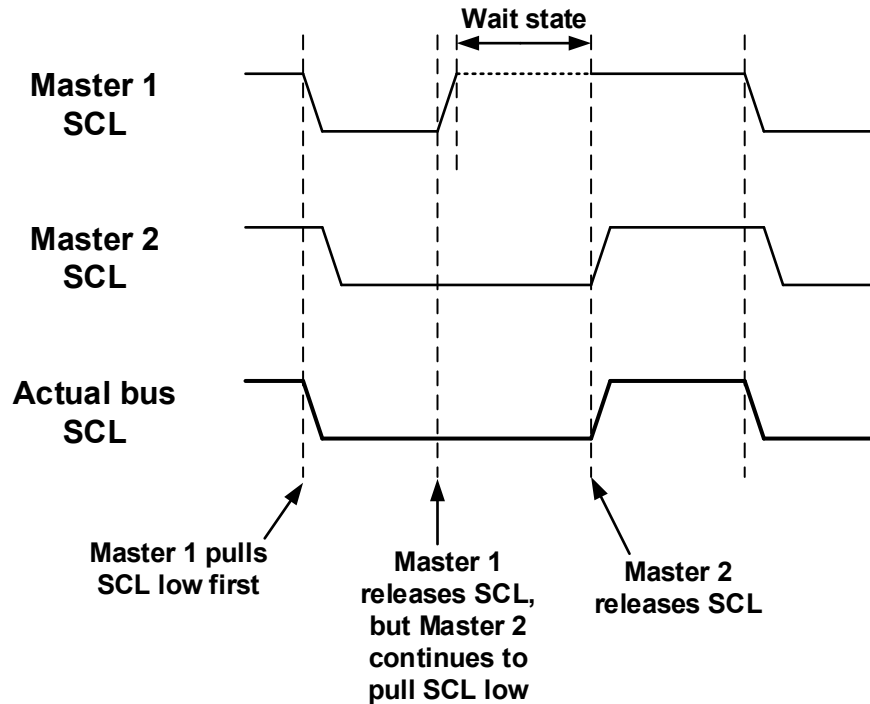 Wait state
Master 1
SCL
Master 2
SCL
Actual bus
SCL
Master 1 pulls
SCL low first
Master 1
releases SCL,
but Master 2
continues to
pull SCL low
Master 2
releases SCL